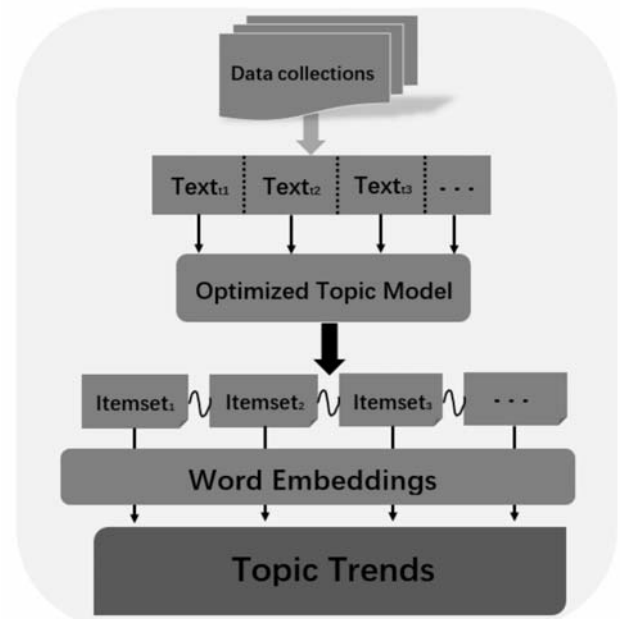 Data collections
Textt1 Textt2 Textt3 ...
Optimized Topic Model
Itemset1 Itemset2 Itemset3 ...
Word Embeddings
Topic Trends